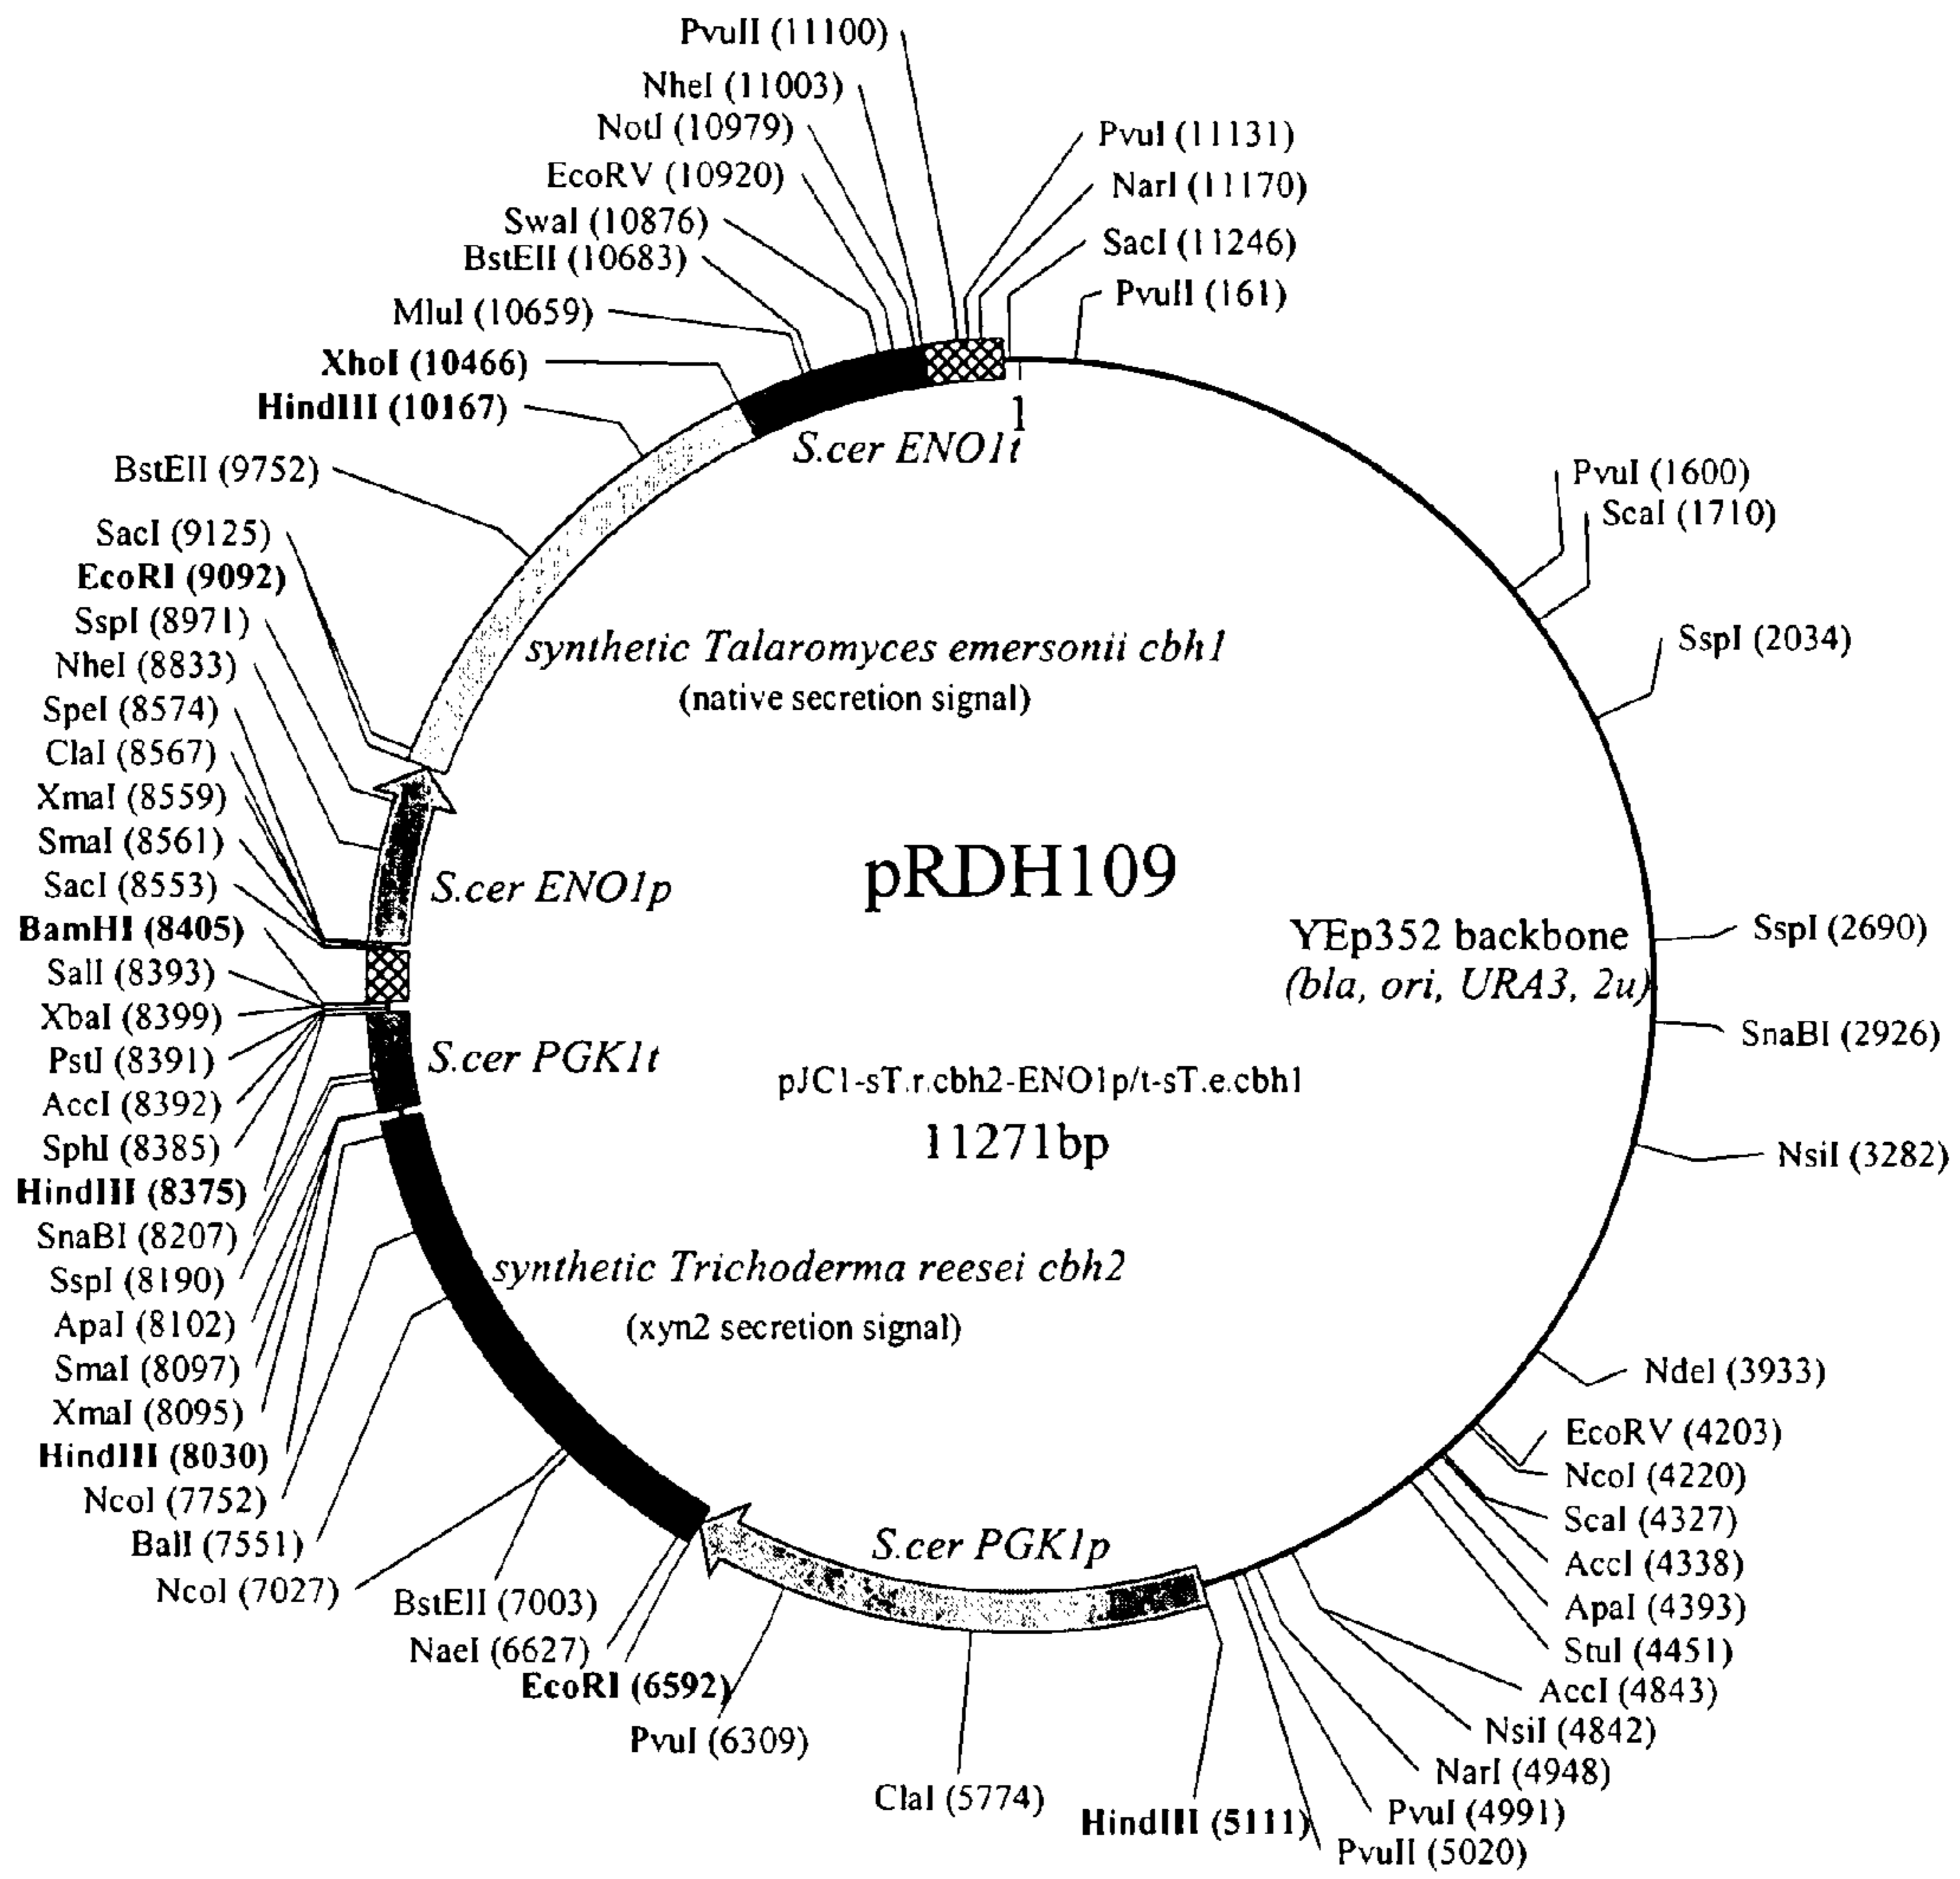 PvuII (11100)
NheI (11003)
NotI (10979)
EcoRV (10920)
SwaI (10876)
BstEII (10683)
MluI (10659)
XhoI (10466)
HindIII (10167)
BstEII (9752)
SacI (9125)
EcoRI (9092)
SspI (8971)
NheI (8833)
SpeI (8574)
ClaI (8567)
XmaI (8559)
SmaI (8561)
SacI (8553)
BamHI (8405)
SalI (8393)
XbaI (8399)
PstI (8391)
AccI (8392)
SphI (8385)
HindIII (8375)
SnaBI (8207)
SspI (8190)
ApaI (8102)
SmaI (8097)
XmaI (8095)
HindIII (8030)
NcoI (7752)
BalI (7551)
NcoI (7027)
BstEII (7003)
NaeI (6627)
EcoRI (6592)
PvuI (6309)
ClaI (5774)
HindIII (5111)
PvuI (11131)
NarI (11170)
SacI (11246)
PvuII (161)
PvuI (1600)
ScaI (1710)
SspI (2034)
SspI (2690)
SnaBI (2926)
NsiI (3282)
NdeI (3933)
EcoRV (4203)
NcoI (4220)
ScaI (4327)
AccI (4338)
ApaI (4393)
StuI (4451)
AccI (4843)
NsiI (4842)
NarI (4948)
PvuI (4991)
PvuII (5020)
1
S.cer ENO1t
synthetic Talaromyces emersonii cbh1
(native secretion signal)
S.cer ENO1p
pRDH109
YEp352 backbone
(bla, ori, URA3, 2u)
S.cer PGK1t
pJC1-sT.r.cbh2-ENO1p/t-sT.e.cbh1
11271bp
synthetic Trichoderma reesei cbh2
(xyn2 secretion signal)
S.cer PGK1p